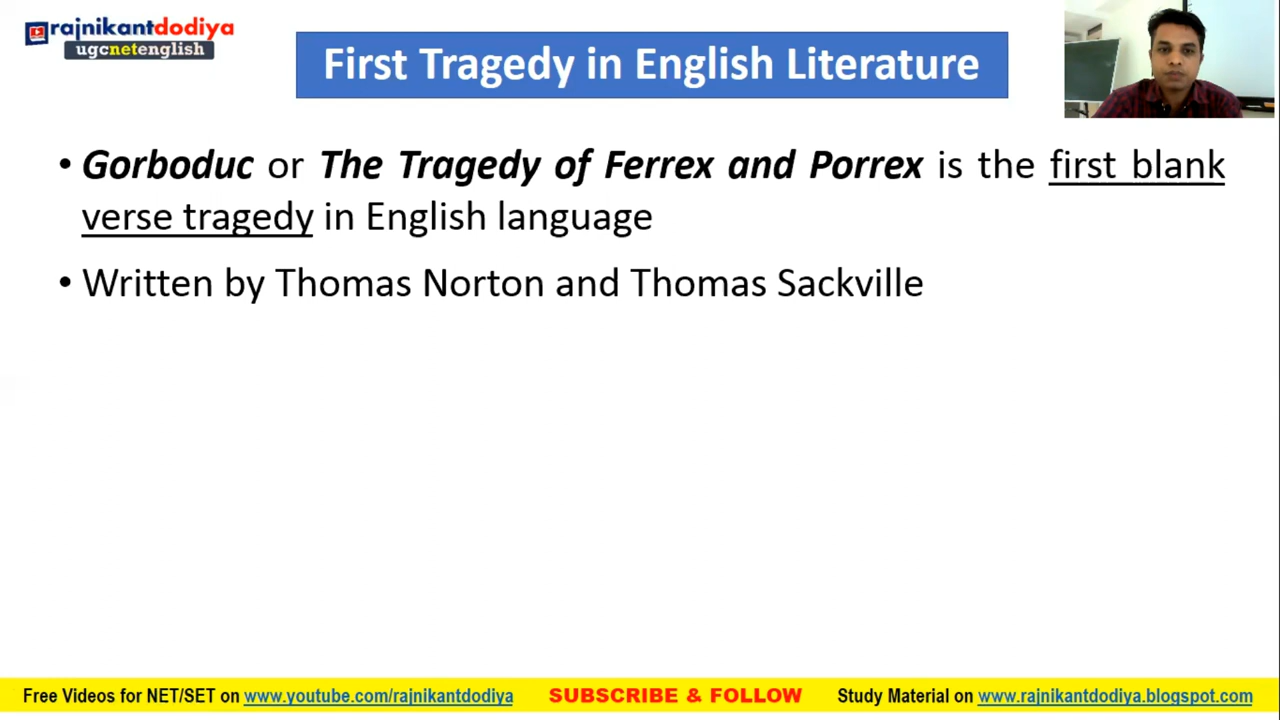 rajnikantdodiya
ugcnetenglish
First Tragedy in English Literature
• Gorboduc or The Tragedy of Ferrex and Porrex is the first blank
verse tragedy in English language
• Written by Thomas Norton and Thomas Sackville
Free Videos for NET/SET on www.youtube.com/rajnikantdodiya SUBSCRIBE & FOLLOW Study Material on www.rajnikantdodiya.blogspot.com